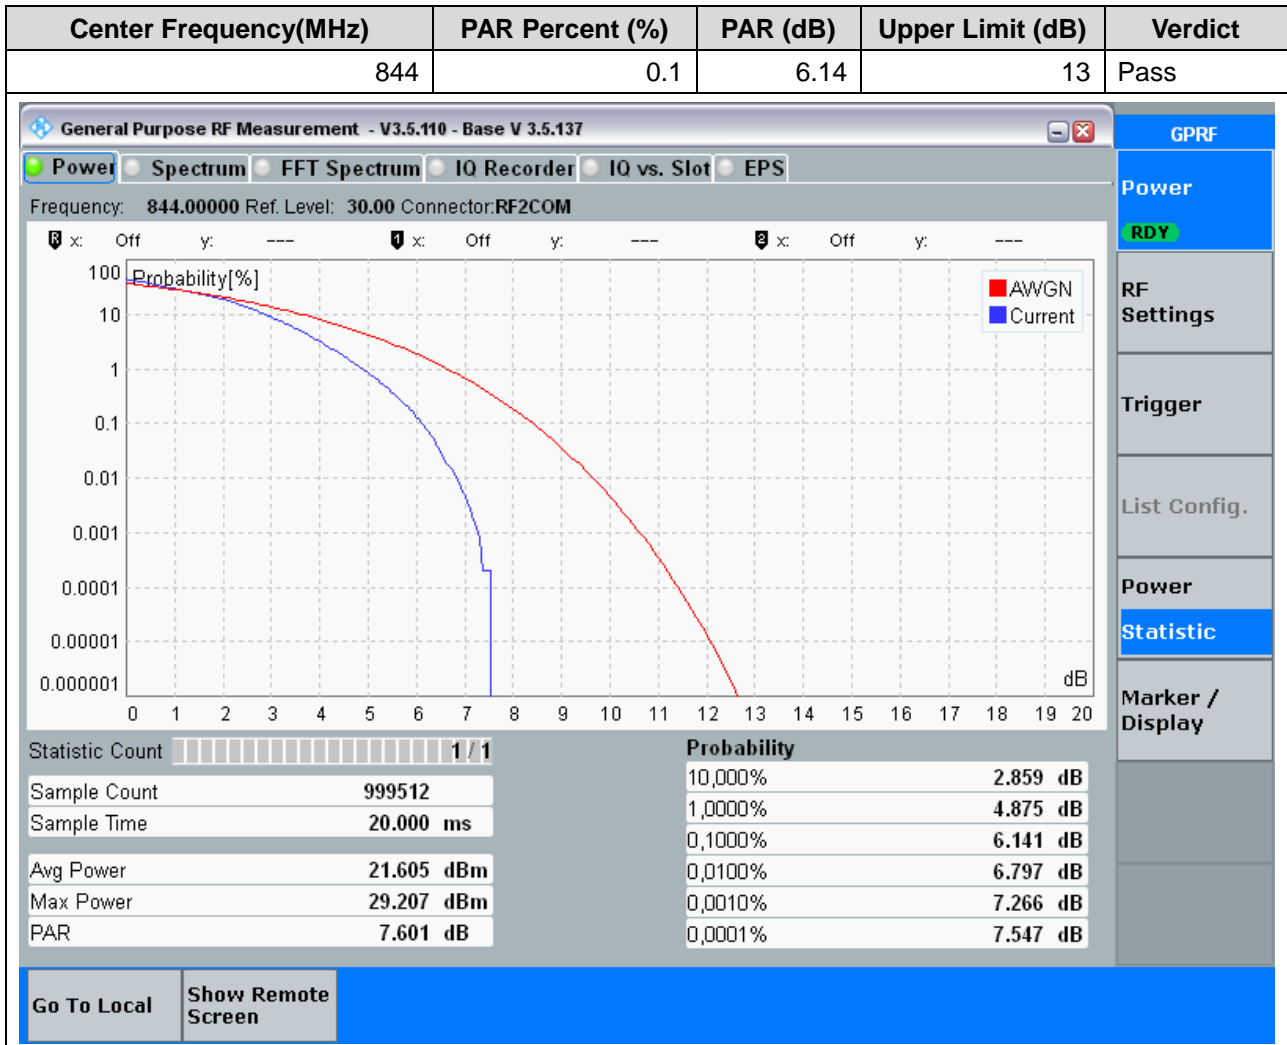 Center Frequency(MHz) PAR Percent (%) PAR (dB) Upper Limit (dB) Verdict
844 0.1 6.14 13 Pass
General Purpose RF Measurement - V3.5.110 - Base V 3.5.137
GPRF
Power Spectrum FFT Spectrum IQ Recorder IQ vs. Slot EPS
Power
RDY
Frequency: 844.00000 Ref. Level: 30.00 Connector:RF2COM
R x: Off y: --- 1 x: Off y: --- 2 x: Off y: ---
Probability[%]
AWGN
Current
100
10
1
0.1
0.01
0.001
0.0001
0.00001
0.000001
dB
0 1 2 3 4 5 6 7 8 9 10 11 12 13 14 15 16 17 18 19 20
RF
Settings
Trigger
List Config.
Power
Statistic
Marker /
Display
Statistic Count 1 / 1
Sample Count 999512
Sample Time 20.000 ms
Avg Power 21.605 dBm
Max Power 29.207 dBm
PAR 7.601 dB
Probability
10,000% 2.859 dB
1,0000% 4.875 dB
0,1000% 6.141 dB
0,0100% 6.797 dB
0,0010% 7.266 dB
0,0001% 7.547 dB
Go To Local
Show Remote
Screen